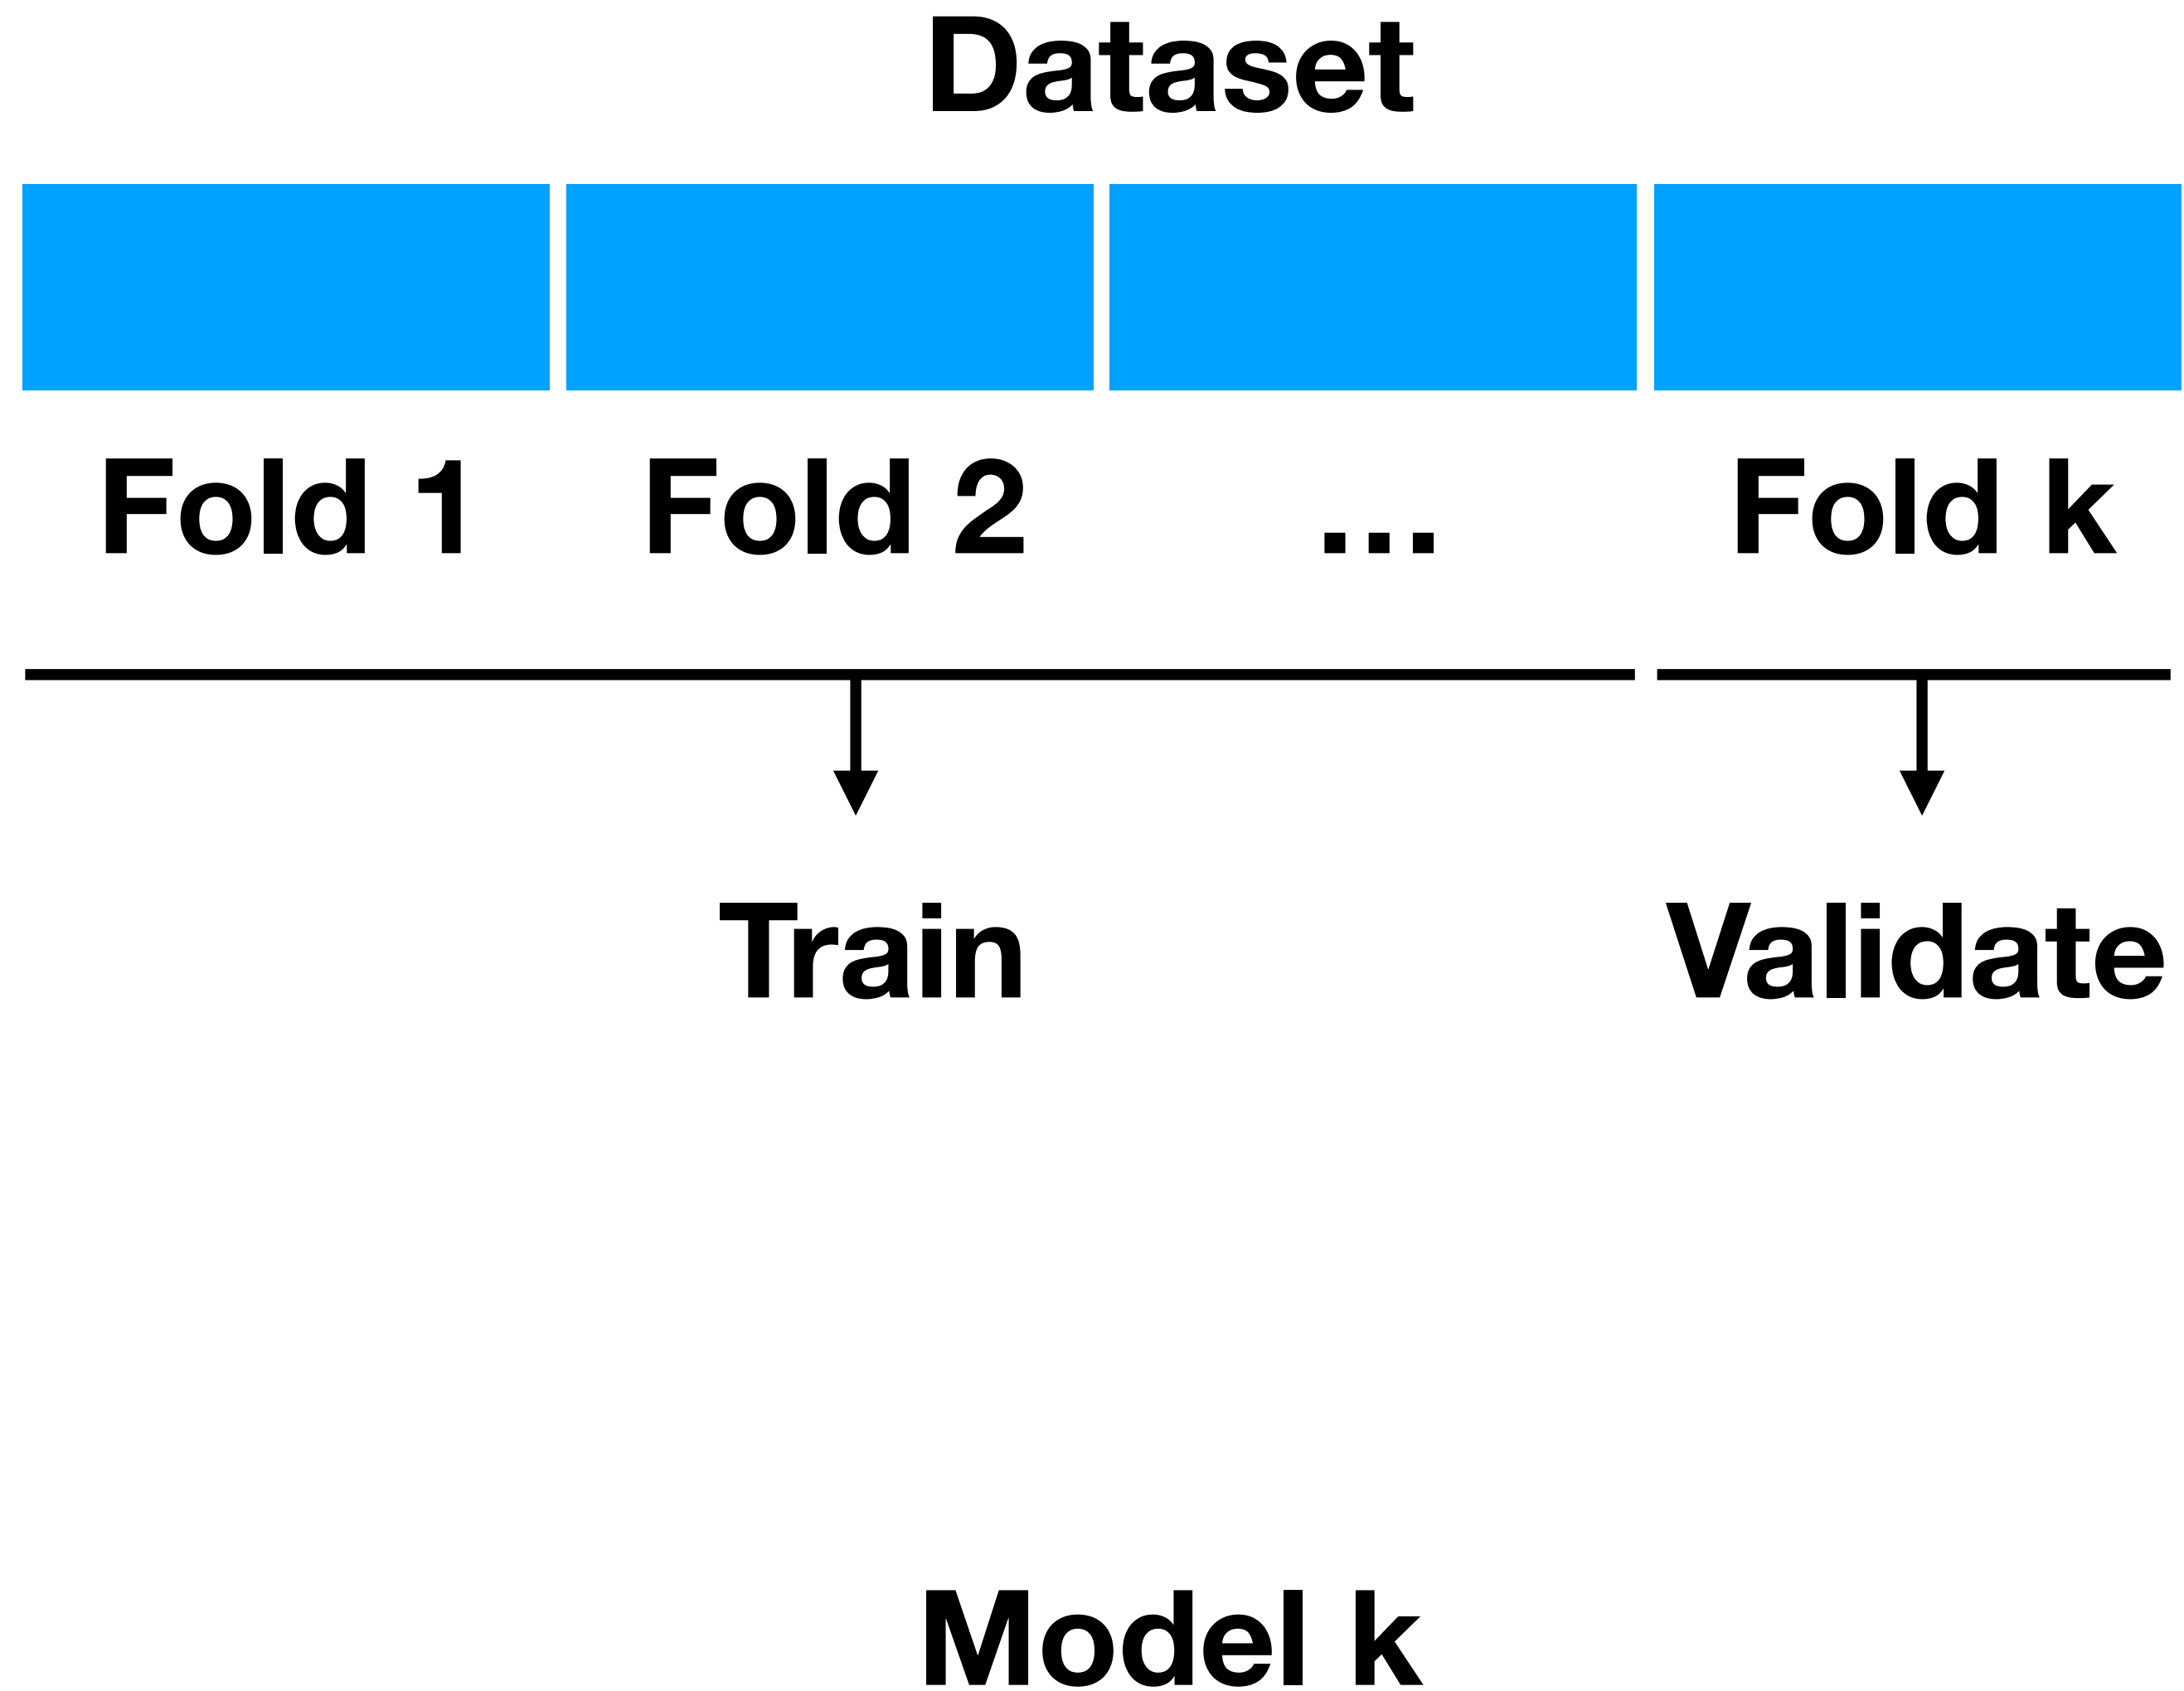 Dataset
Fold 1 Fold 2 ... Fold k
Train Validate
Model k